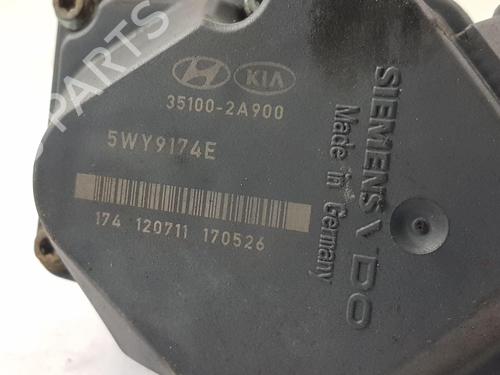 KIA
35100-2A900
5WY9174E
174 120711 170526
SIEMENS VDO
Made in Germany
PARTS